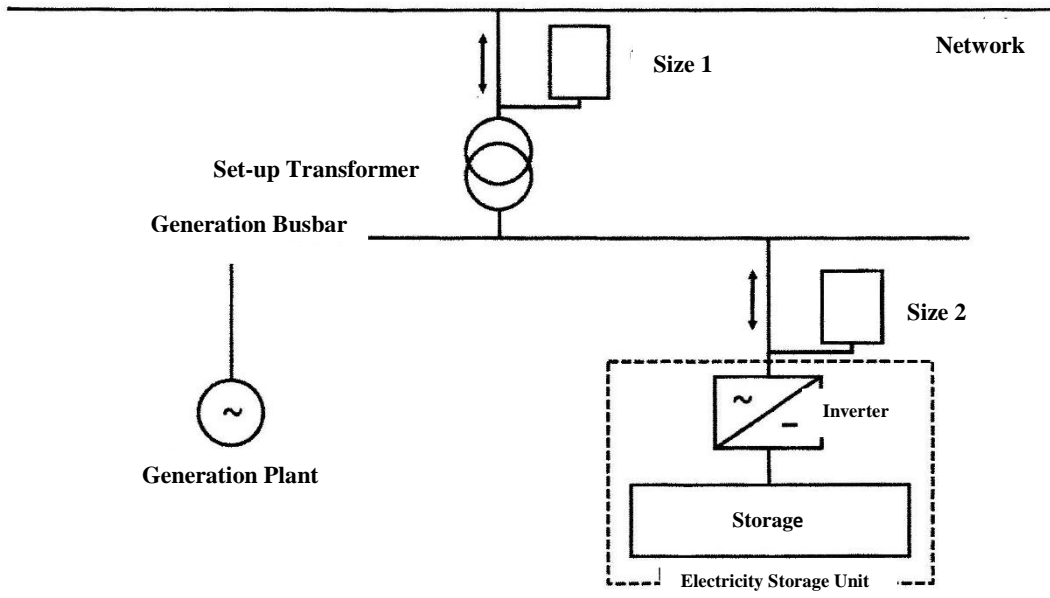 Network
Size 1
Set-up Transformer
Generation Busbar
Size 2
~
–
Inverter
~
Generation Plant
Storage
Electricity Storage Unit